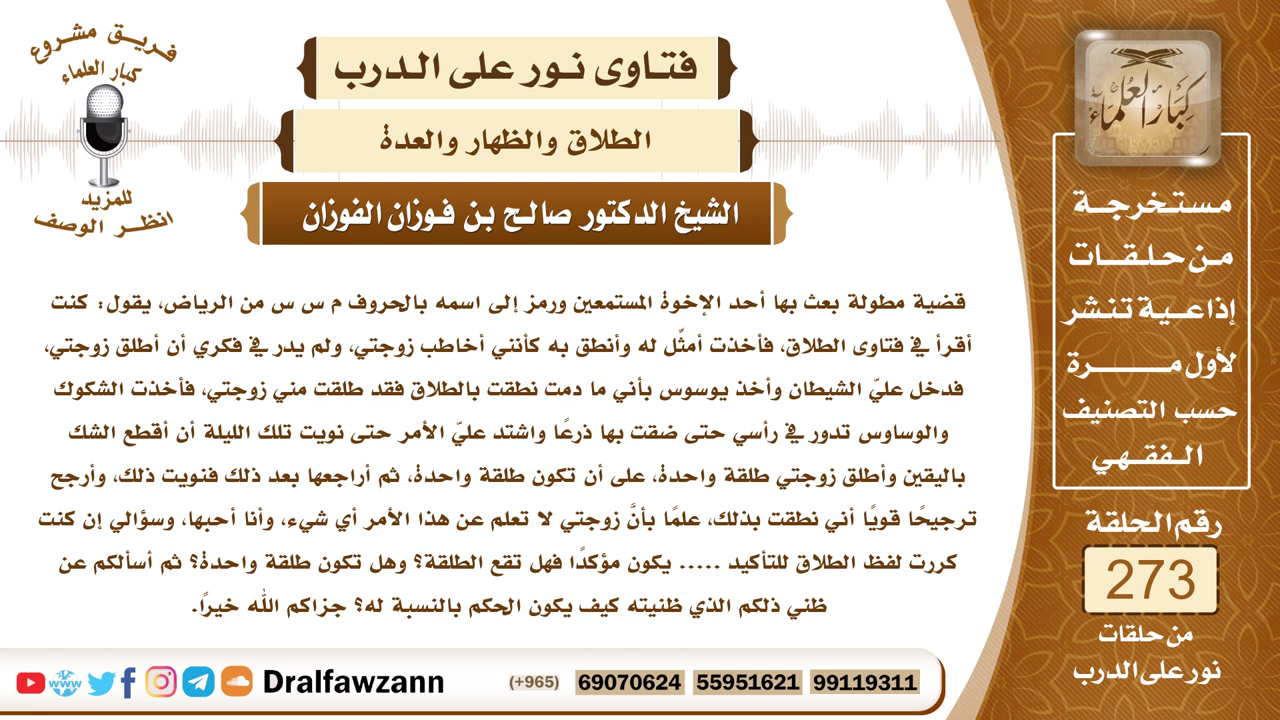 فريق مشروع
كبار العلماء
للمزيد
انظر الوصف
فتاوى نور على الدرب
الطلاق والظهار والعدة
الشيخ الدكتور صالح بن فوزان الفوزان
قضية مطولة بعث بها أحد الإخوة المستمعين ورمز إلى اسمه بالحروف م س س من الرياض، يقول: كنت
أقرأ في فتاوى الطلاق، فأخذت أمثِّل له وأنطق به كأنني أخاطب زوجتي، ولم يدر في فكري أن أطلق زوجتي،
فدخل عليّ الشيطان وأخذ يوسوس بأني ما دمت نطقت بالطلاق فقد طلقت مني زوجتي، فأخذت الشكوك
والوساوس تدور في رأسي حتى ضقت بها ذرعًا واشتد عليّ الأمر حتى نويت تلك الليلة أن أقطع الشك
باليقين وأطلق زوجتي طلقة واحدة، على أن تكون طلقة واحدة، ثم أراجعها بعد ذلك فنويت ذلك، وأرجح
ترجيحًا قويًا أني نطقت بذلك، علمًا بأنَّ زوجتي لا تعلم عن هذا الأمر أي شيء، وأنا أحبها، وسؤالي إن كنت
كررت لفظ الطلاق للتأكيد ..... يكون مؤكدًا فهل تقع الطلقة؟ وهل تكون طلقة واحدة؟ ثم أسألكم عن
ظني ذلكم الذي ظنيته كيف يكون الحكم بالنسبة له؟ جزاكم الله خيرًا.
كبار العلماء
مستخرجة
من حلقات
إذاعية تنشر
لأول مرة
حسب التصنيف
الفقهي
رقم الحلقة
273
من حلقات
نور على الدرب
www Dralfawzann (+965) 69070624 55951621 99119311